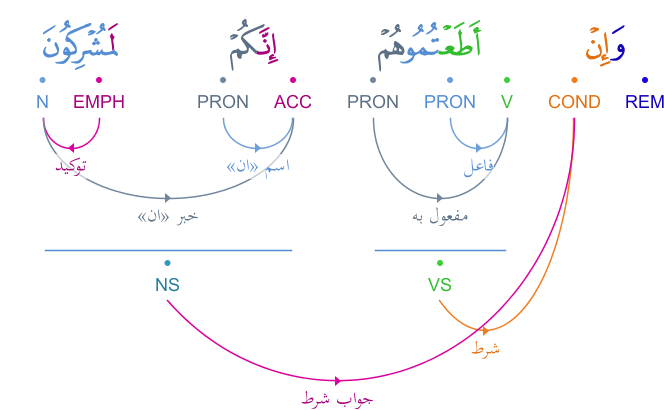 وَإِنْ أَطَعْتُمُوهُمْ إِنَّكُمْ لَمُشْرِكُونَ
REM COND V PRON PRON ACC PRON EMPH N
فاعل اسم «ان» توكيد
مفعول به خبر «ان»
VS NS
شرط
جواب شرط